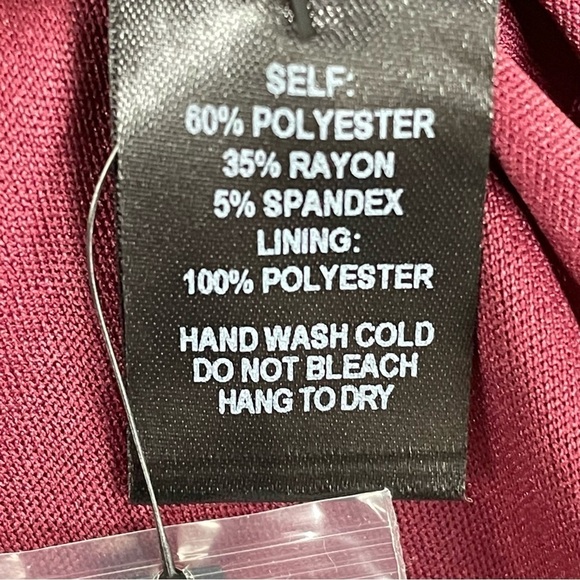 SELF:
60% POLYESTER
35% RAYON
5% SPANDEX
LINING:
100% POLYESTER
HAND WASH COLD
DO NOT BLEACH
HANG TO DRY